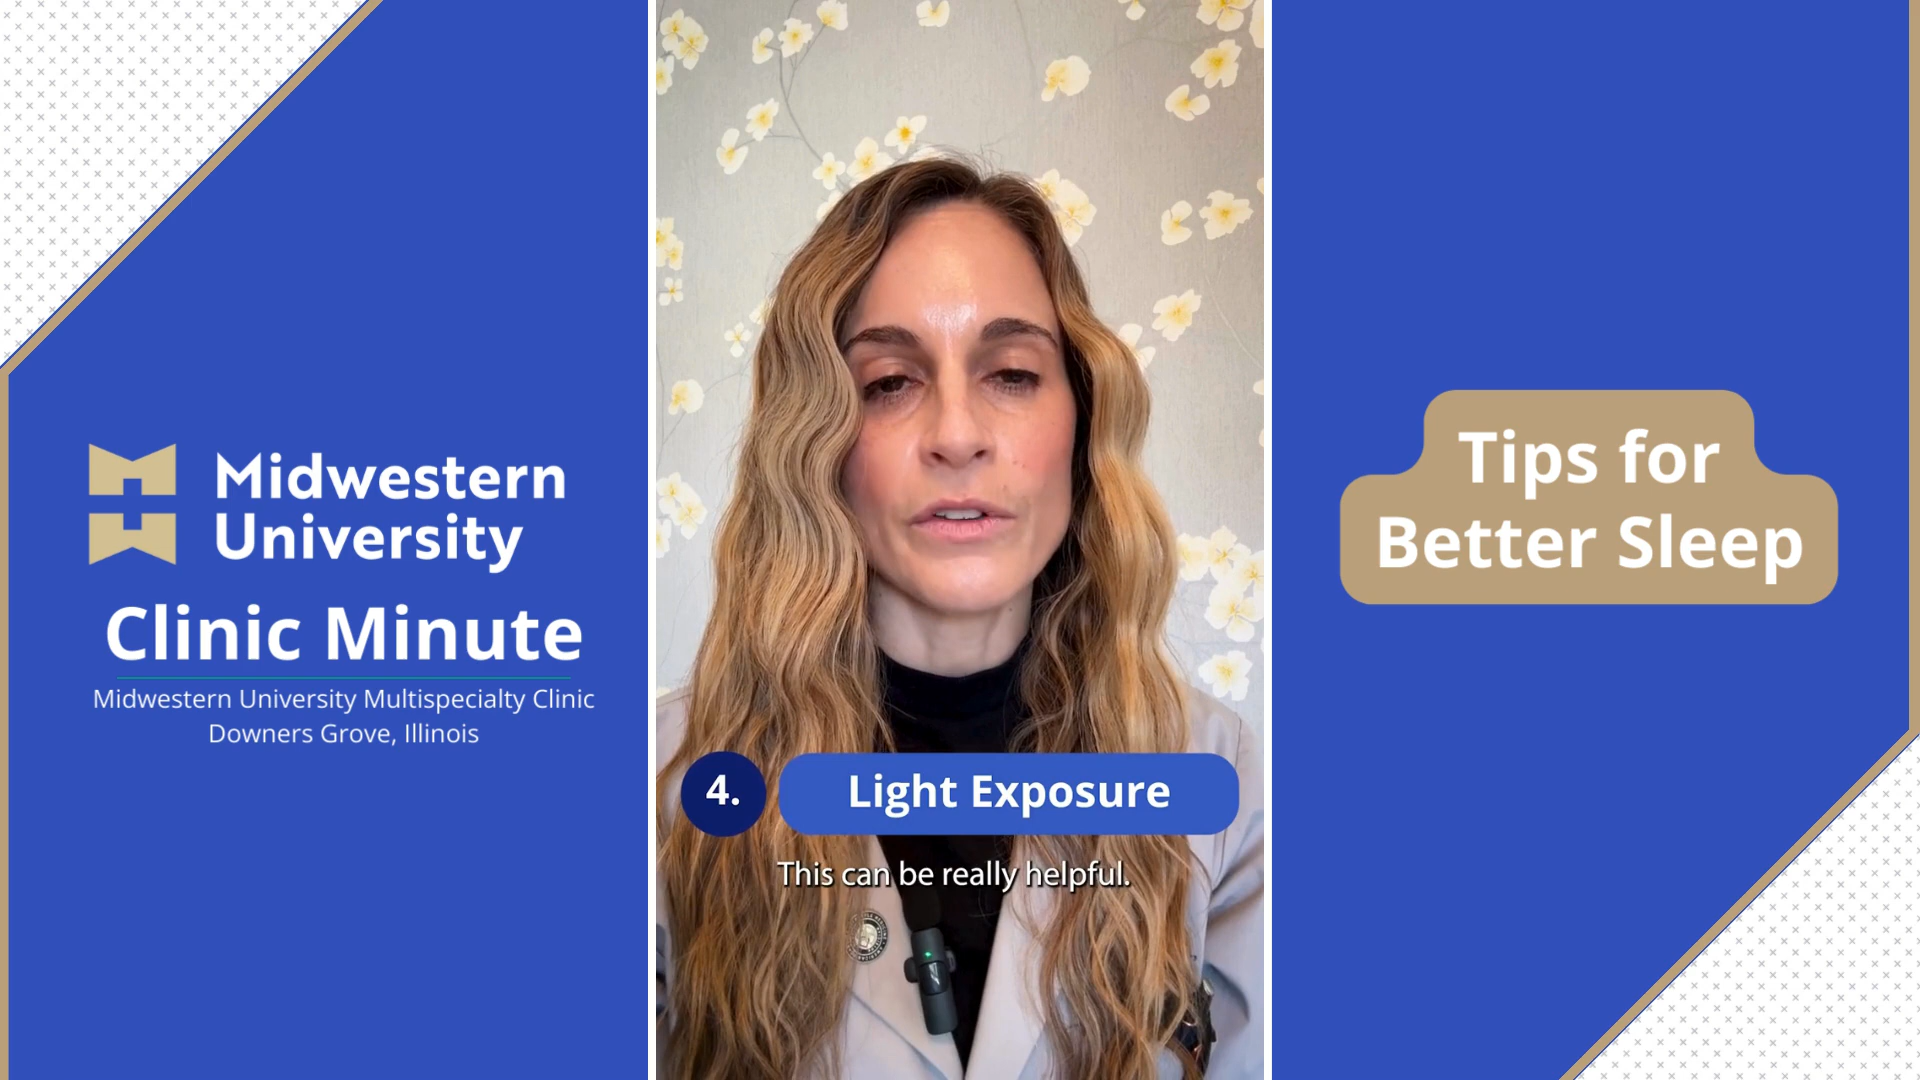 Midwestern
University
Clinic Minute
Midwestern University Multispecialty Clinic
Downers Grove, Illinois
4.
Light Exposure
This can be really helpful.
Tips for
Better Sleep